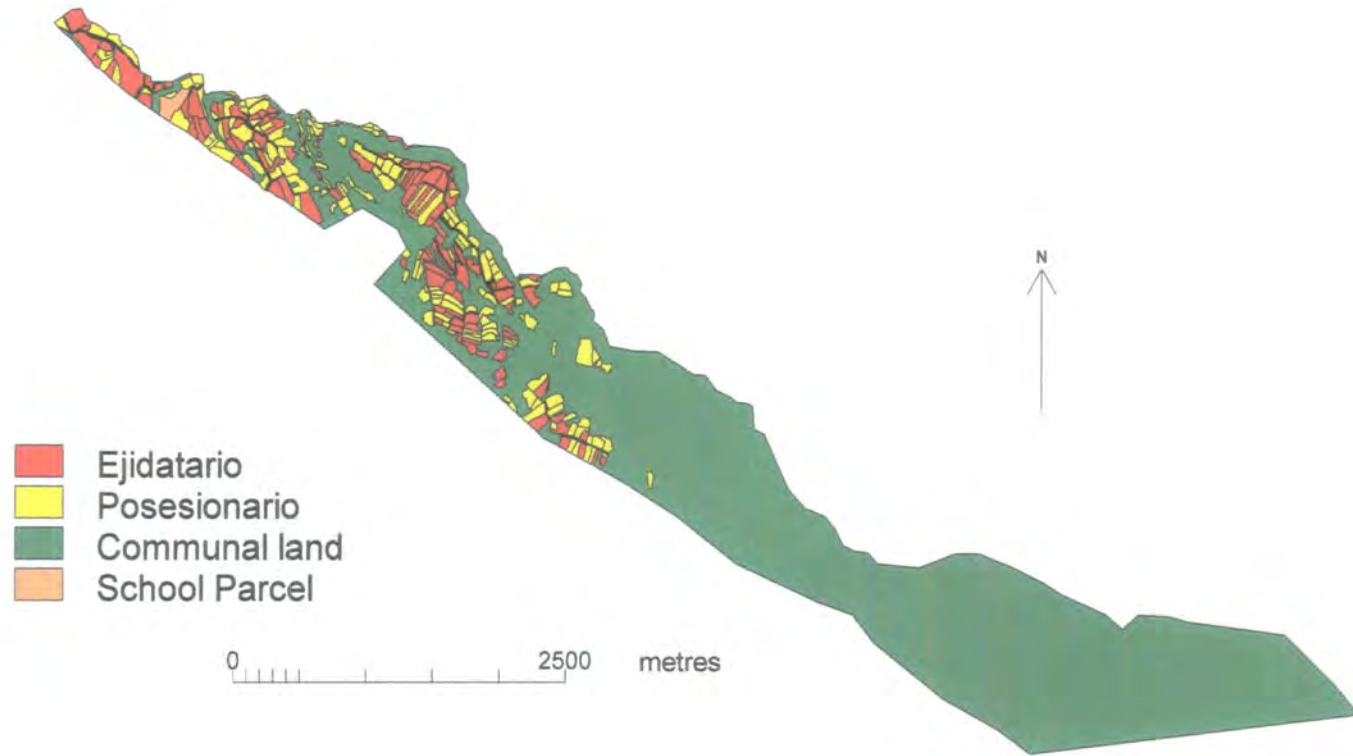 N
Ejidatario
Posesionario
Communal land
School Parcel
0 2500 metres